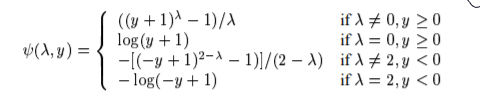 ((y + 1)^λ − 1)/λ if λ ≠ 0, y ≥ 0
log(y + 1) if λ = 0, y ≥ 0
ψ(λ, y) = {
−[(−y + 1)^{2−λ} − 1)]/(2 − λ) if λ ≠ 2, y < 0
− log(−y + 1) if λ = 2, y < 0